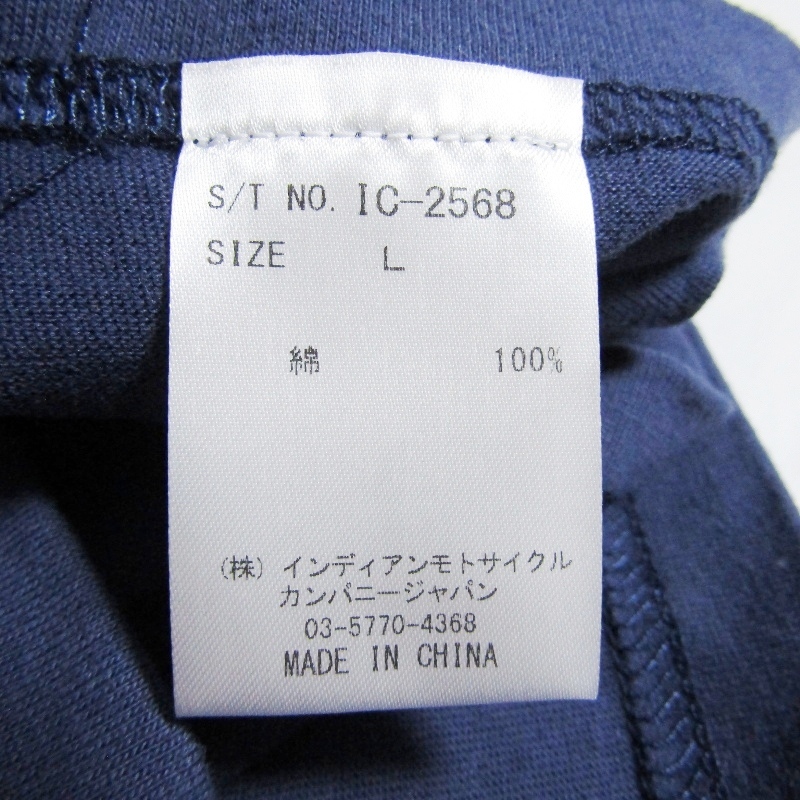 S/T NO. IC-2568
SIZE L
綿 100%
(株) インディアンモトサイクル
カンパニージャパン
03-5770-4368
MADE IN CHINA